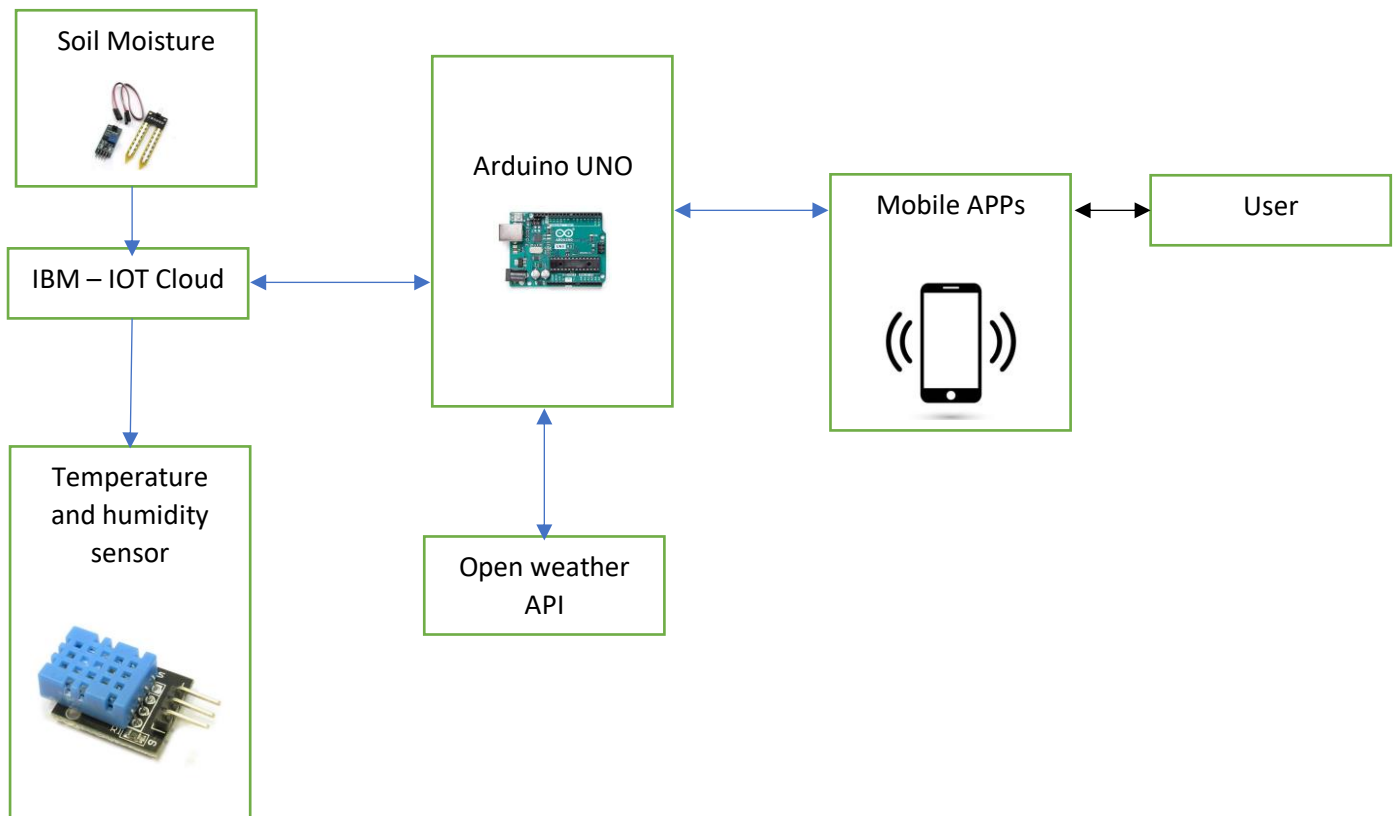 Soil Moisture
IBM – IOT Cloud
Temperature
and humidity
sensor
Arduino UNO
Open weather
API
Mobile APPs
User